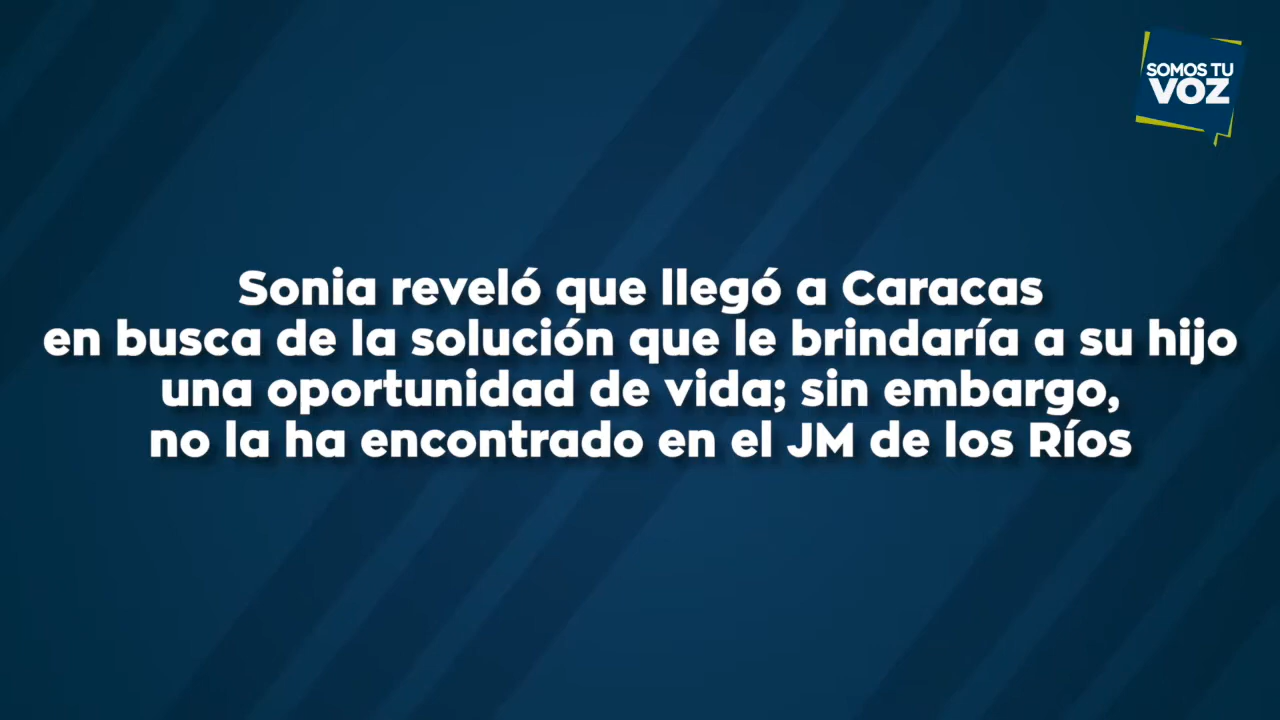 SOMOS TU
VOZ
Sonia reveló que llegó a Caracas
en busca de la solución que le brindaría a su hijo
una oportunidad de vida; sin embargo,
no la ha encontrado en el JM de los Ríos